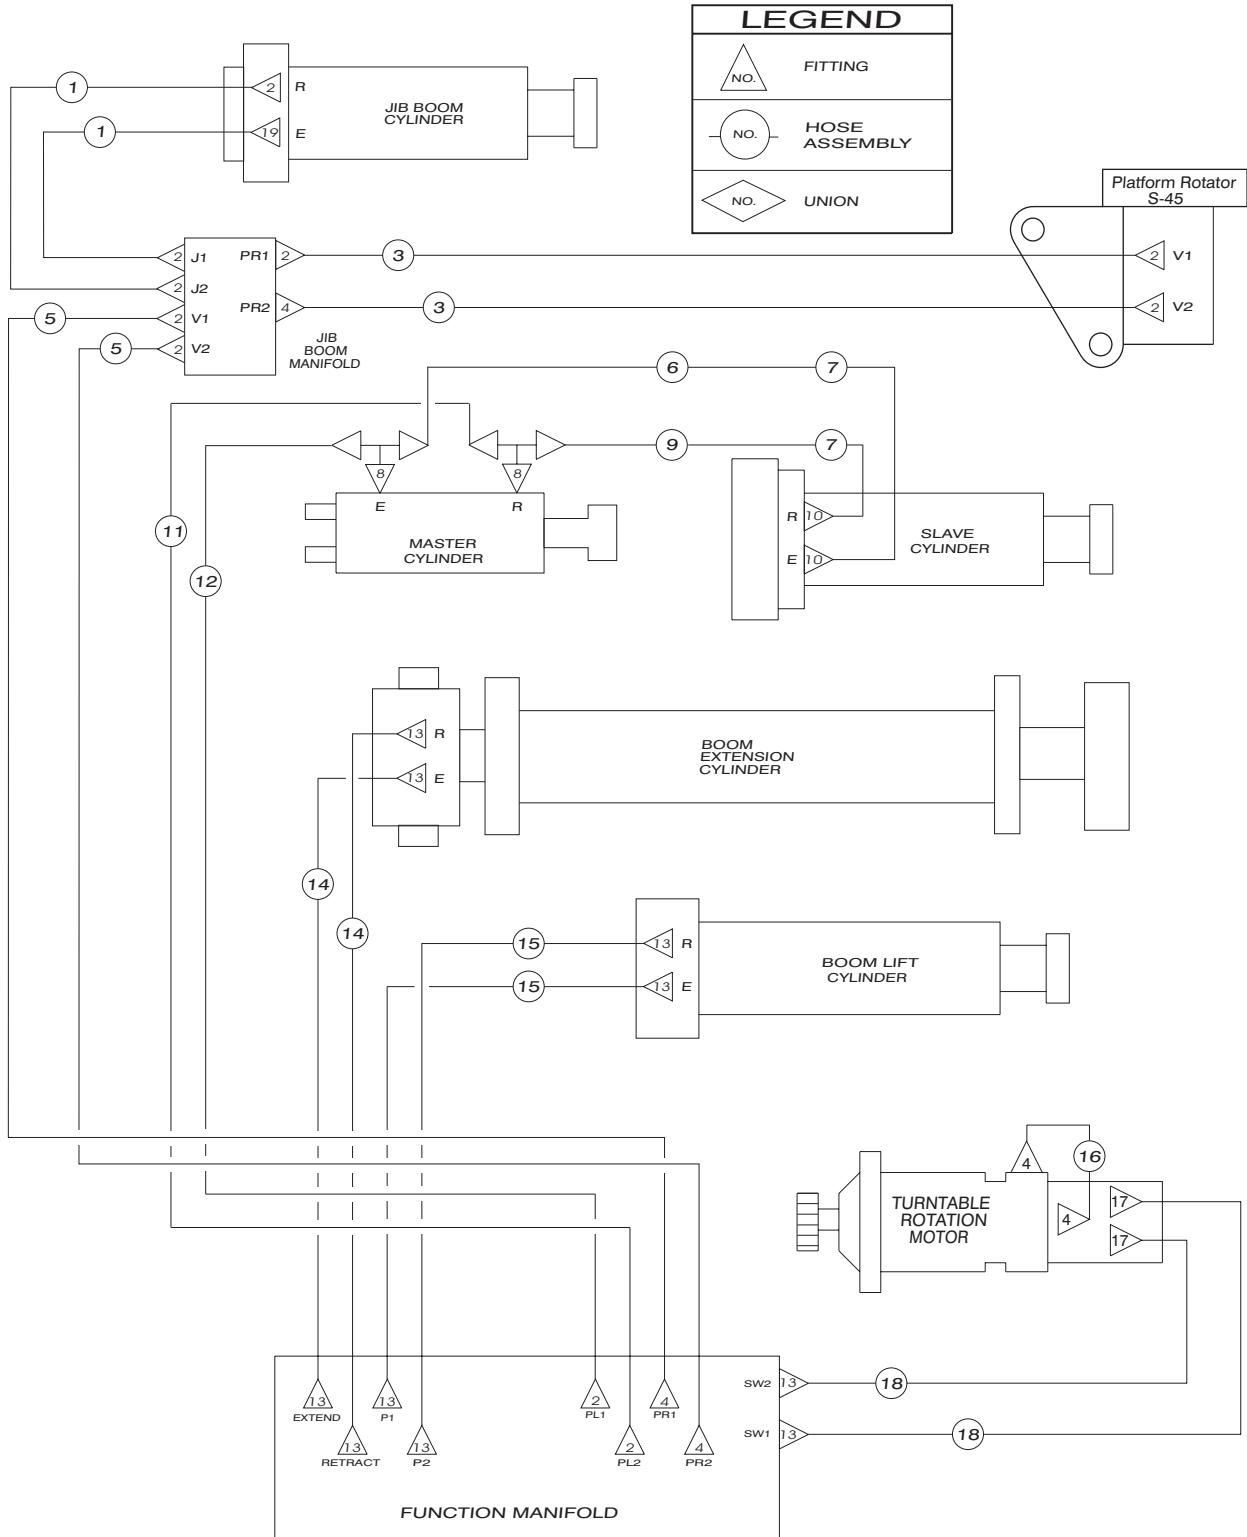 LEGEND
NO.
FITTING
NO.
HOSE
ASSEMBLY
NO.
UNION
1
2
R
JIB BOOM
CYLINDER
1
19
E
Platform Rotator
S-45
2
J1
PR1
2
3
2
V1
2
J2
PR2
4
3
2
V2
5
2
V1
5
2
V2
JIB
BOOM
MANIFOLD
6
7
9
7
8
8
E
R
MASTER
CYLINDER
11
12
R
10
E
10
SLAVE
CYLINDER
13
R
13
E
BOOM
EXTENSION
CYLINDER
14
14
15
13
R
15
13
E
BOOM LIFT
CYLINDER
4
16
TURNTABLE
ROTATION
MOTOR
4
17
17
13
EXTEND
13
P1
2
PL1
4
PR1
SW2
13
18
13
RETRACT
13
P2
2
PL2
4
PR2
SW1
13
18
FUNCTION MANIFOLD